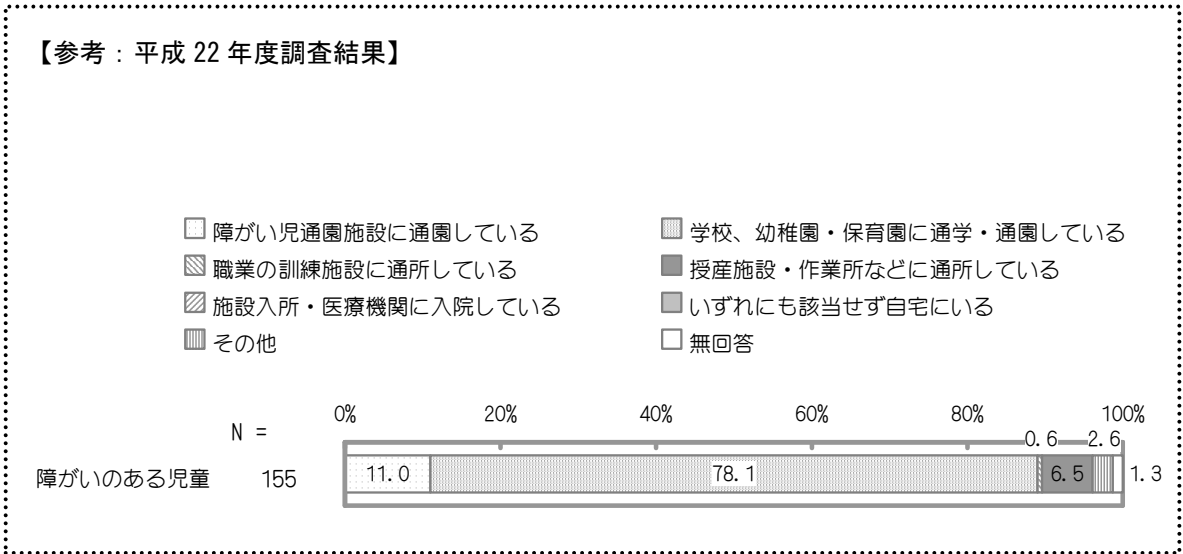 【参考：平成 22 年度調査結果】
障がい児通園施設に通園している 学校、幼稚園・保育園に通学・通園している
職業の訓練施設に通所している 授産施設・作業所などに通所している
施設入所・医療機関に入院している いずれにも該当せず自宅にいる
その他 無回答
0% 20% 40% 60% 80% 100%
N =
0.6 2.6
障がいのある児童 155 11.0 78.1 6.5 1.3